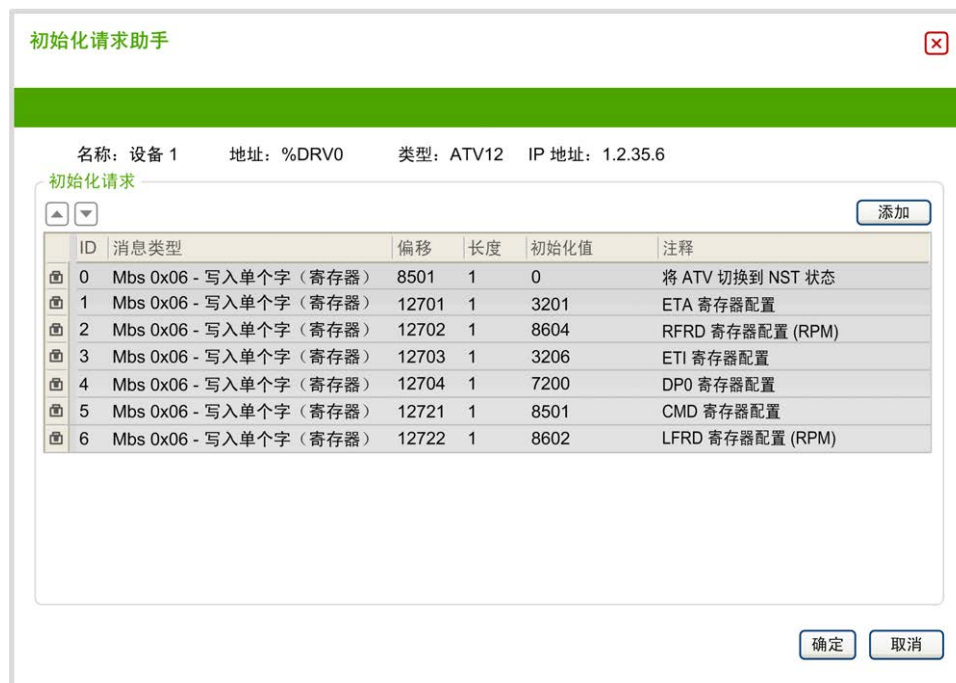 初始化请求助手
名称：设备 1 地址：%DRV0 类型：ATV12 IP 地址：1.2.35.6
初始化请求
添加
ID 消息类型 偏移 长度 初始化值 注释
0 Mbs 0x06 - 写入单个字（寄存器） 8501 1 0 将 ATV 切换到 NST 状态
1 Mbs 0x06 - 写入单个字（寄存器） 12701 1 3201 ETA 寄存器配置
2 Mbs 0x06 - 写入单个字（寄存器） 12702 1 8604 RFRD 寄存器配置 (RPM)
3 Mbs 0x06 - 写入单个字（寄存器） 12703 1 3206 ETI 寄存器配置
4 Mbs 0x06 - 写入单个字（寄存器） 12704 1 7200 DP0 寄存器配置
5 Mbs 0x06 - 写入单个字（寄存器） 12721 1 8501 CMD 寄存器配置
6 Mbs 0x06 - 写入单个字（寄存器） 12722 1 8602 LFRD 寄存器配置 (RPM)
确定 取消